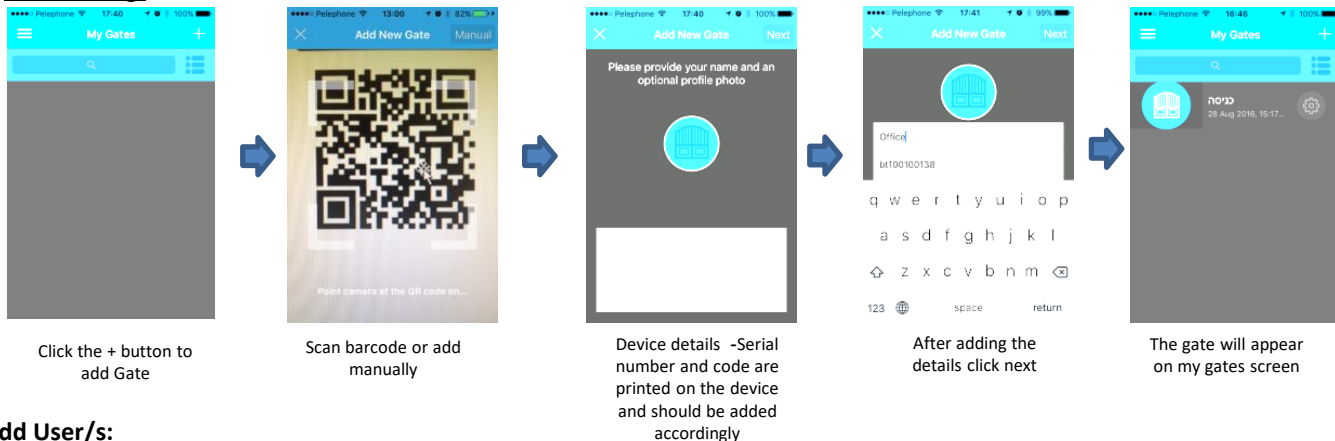 Pelephone 17:40 100%
My Gates +
Click the + button to
add Gate
Pelephone 13:00 82%
Add New Gate Manual
Point camera at the QR code en...
Scan barcode or add
manually
Pelephone 17:40 100%
Add New Gate Next
Please provide your name and an
optional profile photo
Device details -Serial
number and code are
printed on the device
and should be added
accordingly
Pelephone 17:41 99%
Add New Gate Next
Office
bt100100138
q w e r t y u i o p
a s d f g h j k l
z x c v b n m
123 space return
After adding the
details click next
Pelephone 16:46 100%
My Gates +
כניסה
28 Aug 2016, 15:17...
The gate will appear
on my gates screen
dd User/s: